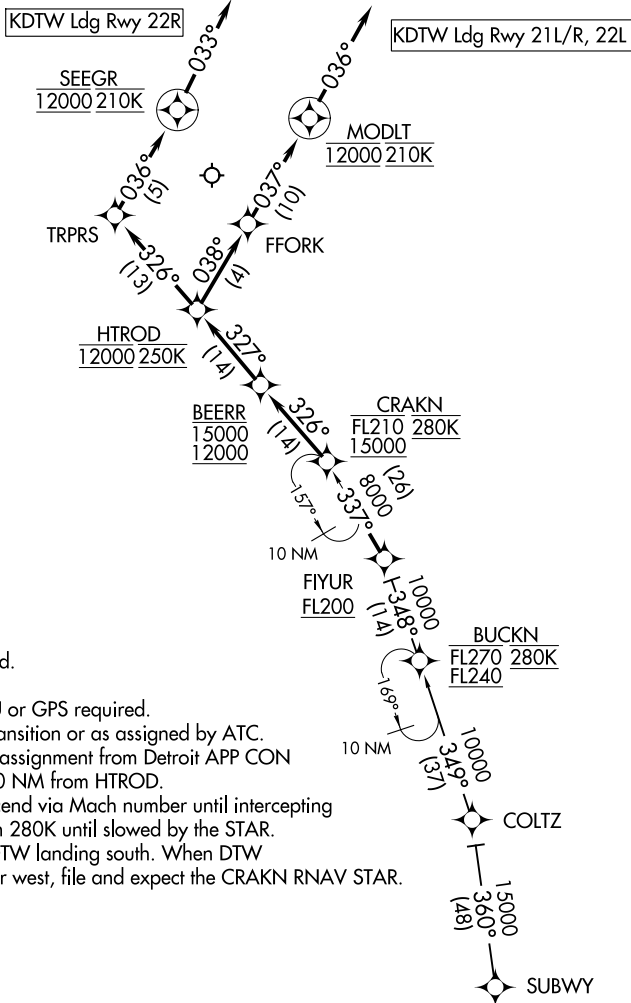 KDTW Ldg Rwy 22R
KDTW Ldg Rwy 21L/R, 22L
033°
036°
SEEGR
12000 210K
MODLT
12000 210K
036°
(5)
037°
(10)
TRPRS
FFORK
326°
(13)
038°
(4)
HTROD
12000 250K
327°
(14)
BEERR
15000
12000
326°
(14)
CRAKN
FL210 280K
15000
(26)
8000
337°
157°
10 NM
FIYUR
FL200
10000
348°
(14)
BUCKN
FL270 280K
FL240
169°
10 NM
10000
349°
(37)
COLTZ
15000
360°
(48)
SUBWY
d.
or GPS required.
ransition or as assigned by ATC.
assignment from Detroit APP CON
0 NM from HTROD.
cend via Mach number until intercepting
280K until slowed by the STAR.
TW landing south. When DTW
r west, file and expect the CRAKN RNAV STAR.